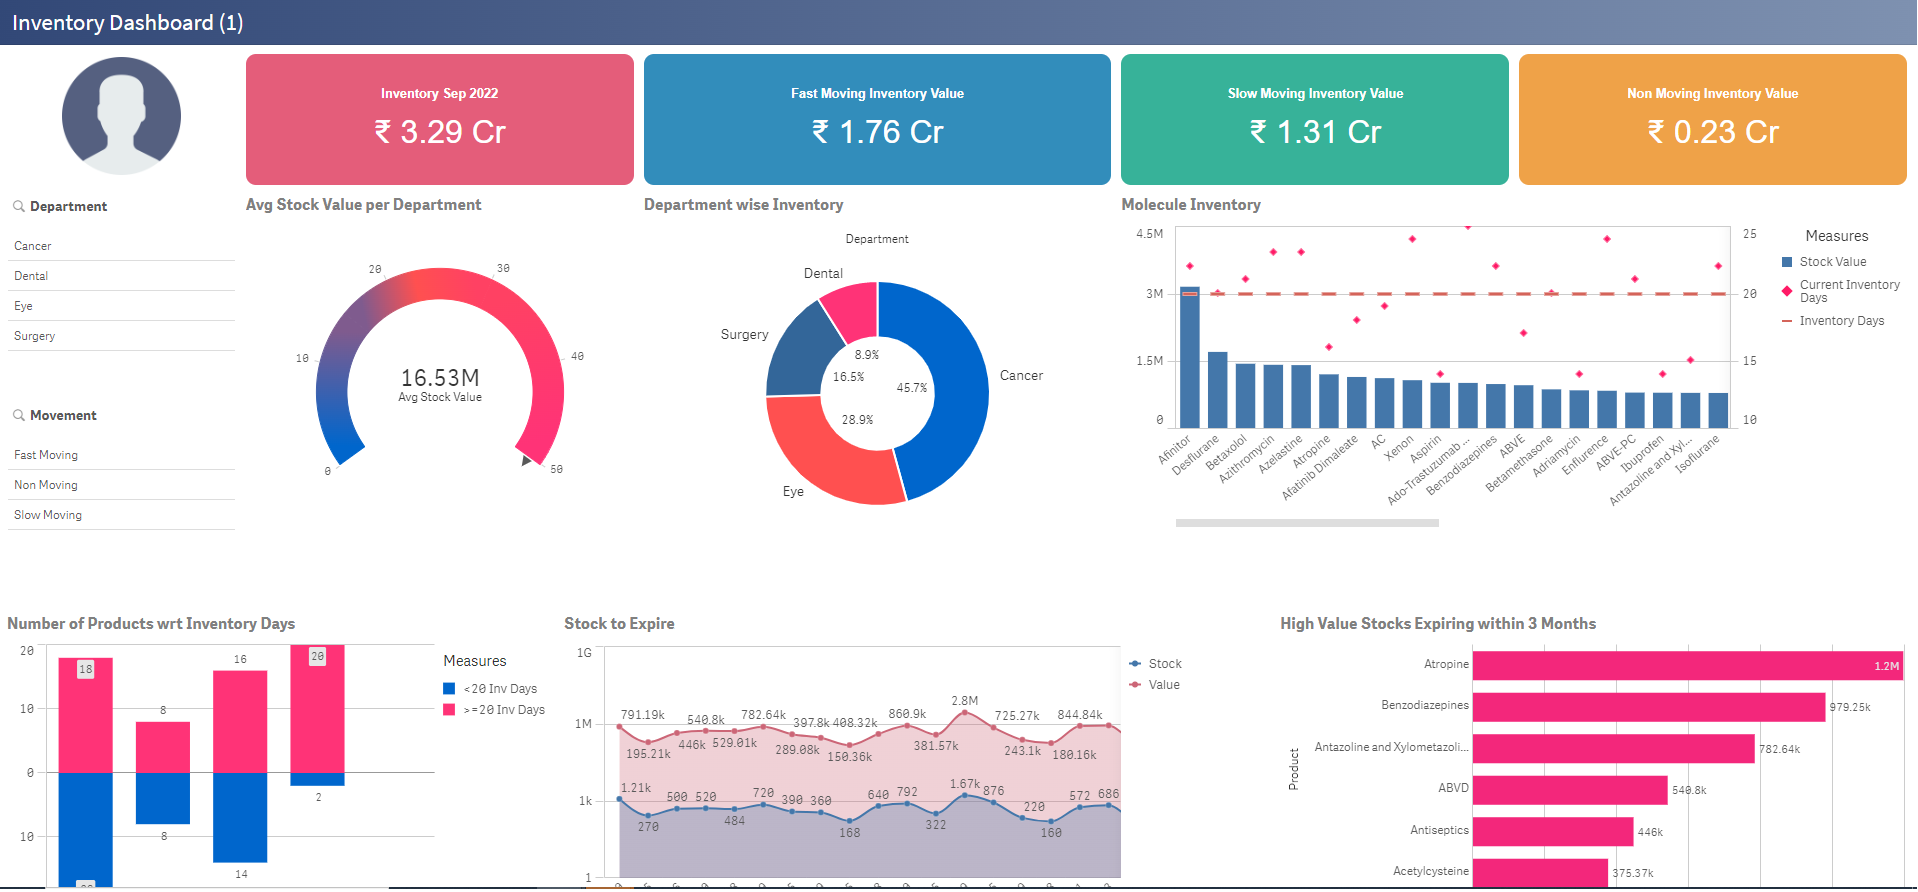 Inventory Dashboard (1)
Inventory Sep 2022
₹ 3.29 Cr
Fast Moving Inventory Value
₹ 1.76 Cr
Slow Moving Inventory Value
₹ 1.31 Cr
Non Moving Inventory Value
₹ 0.23 Cr
Department
Cancer
Dental
Eye
Surgery
Movement
Fast Moving
Non Moving
Slow Moving
Avg Stock Value per Department
0
10
20
30
40
50
16.53M
Avg Stock Value
Department wise Inventory
Department
Dental
Surgery
Cancer
Eye
8.9%
16.5%
45.7%
28.9%
Molecule Inventory
4.5M
3M
1.5M
0
25
20
15
10
Afinitor
Desflurane
Betaxolol
Azithromycin
Azelastine
Atropine
Afatinib Dimaleate
AC
Xenon
Aspirin
Ado-Trastuzumab ...
Benzodiazepines
ABVE
Betamethasone
Adriamycin
Enflurence
ABVE-PC
Ibuprofen
Antazoline and Xyl...
Isoflurane
Measures
Stock Value
Current Inventory
Days
Inventory Days
Number of Products wrt Inventory Days
20
10
0
10
18
8
16
20
8
14
2
Measures
<20 Inv Days
>=20 Inv Days
Stock to Expire
1G
1M
1k
1
791.19k
195.21k
446k
540.8k
529.01k
782.64k
289.08k
397.8k
150.36k
408.32k
860.9k
381.57k
2.8M
725.27k
243.1k
180.16k
844.84k
1.21k
270
500
520
484
720
390
360
168
640
792
322
1.67k
876
220
160
572
686
Stock
Value
High Value Stocks Expiring within 3 Months
Product
Atropine
1.2M
Benzodiazepines
979.25k
Antazoline and Xylometazoli...
782.64k
ABVD
540.8k
Antiseptics
446k
Acetylcysteine
375.37k